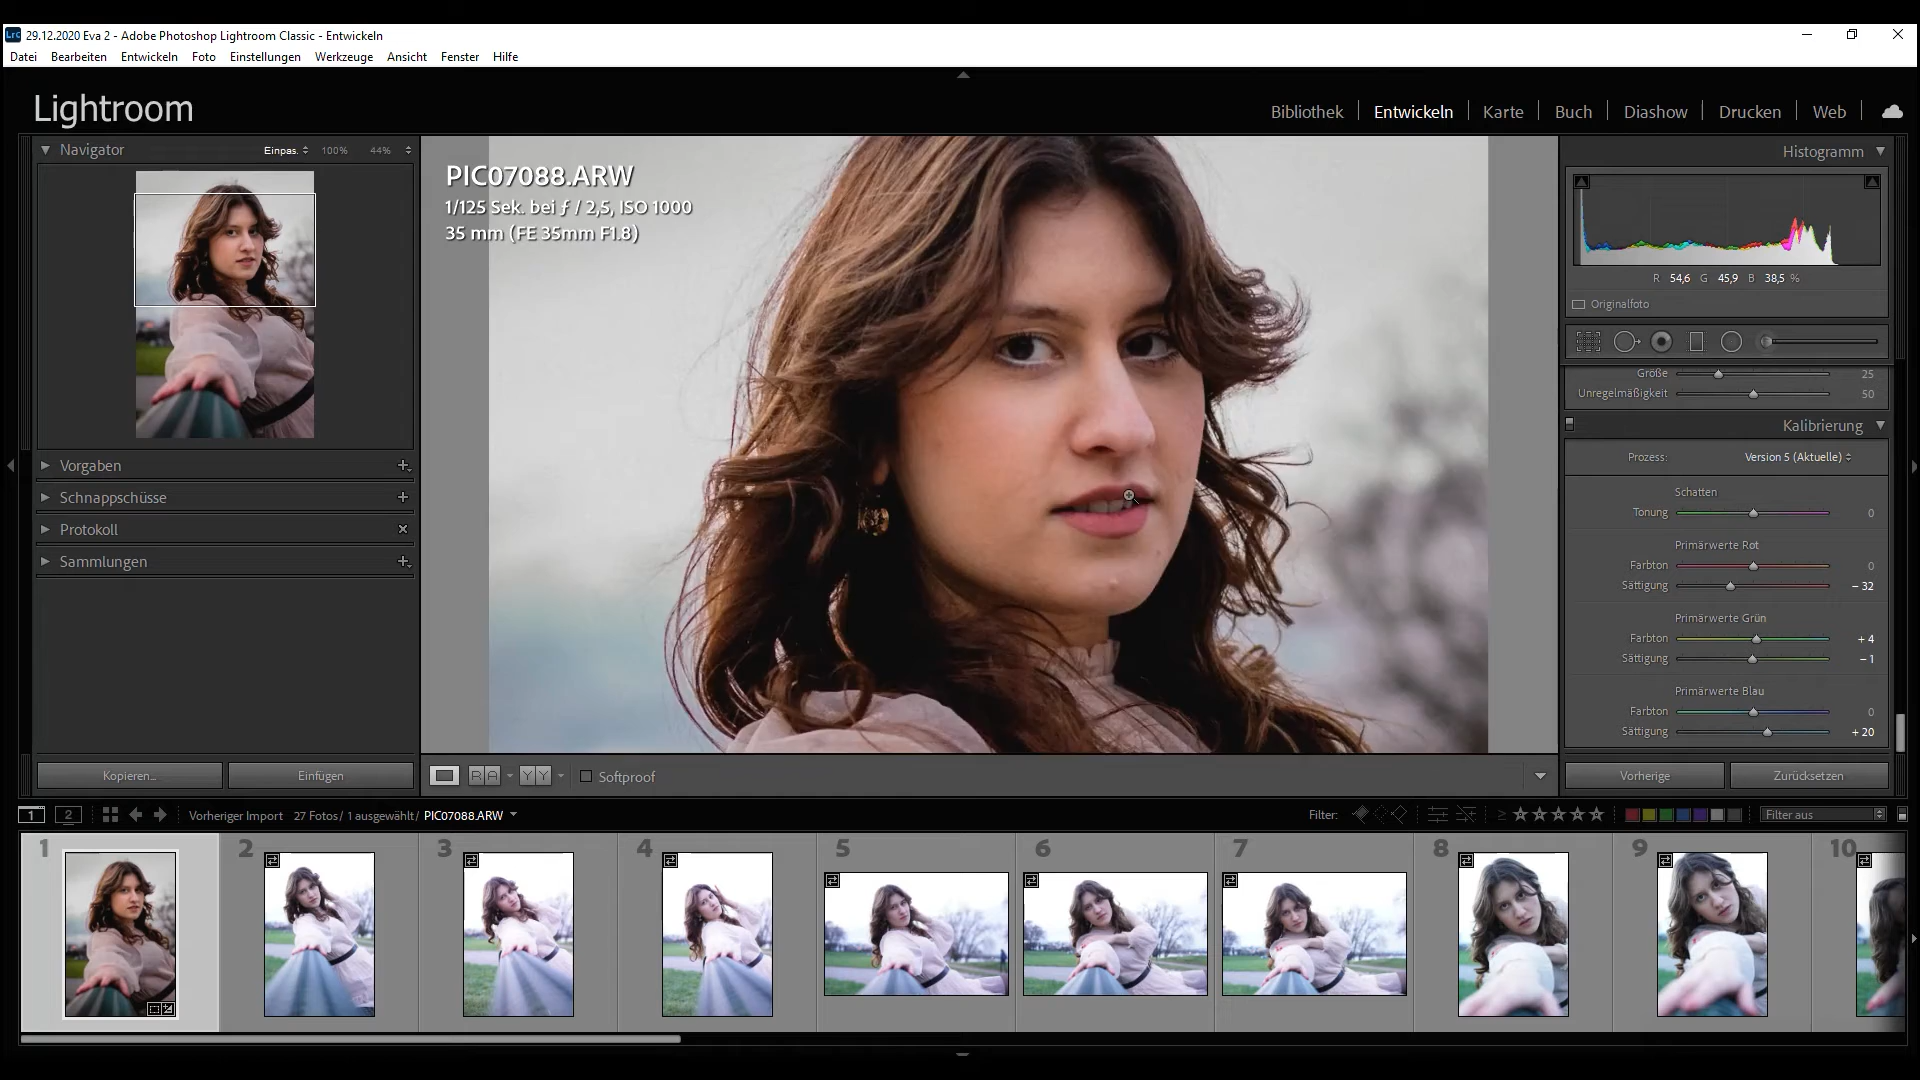 Lrc 29.12.2020 Eva 2 - Adobe Photoshop Lightroom Classic - Entwickeln
Datei Bearbeiten Entwickeln Foto Einstellungen Werkzeuge Ansicht Fenster Hilfe
Lightroom
Bibliothek Entwickeln Karte Buch Diashow Drucken Web
Navigator Einpas. 100% 44%
Histogramm
PIC07088.ARW
1/125 Sek. bei ƒ / 2,5, ISO 1000
35 mm (FE 35mm F1.8)
R 54,6 G 45,9 B 38,5 %
Originalfoto
Größe 25
Unregelmäßigkeit 50
Kalibrierung
Prozess: Version 5 (Aktuelle)
Schatten
Tonung 0
Primärwerte Rot
Farbton 0
Sättigung - 32
Primärwerte Grün
Farbton + 4
Sättigung - 1
Primärwerte Blau
Farbton 0
Sättigung + 20
Vorgaben
Schnappschüsse
Protokoll
Sammlungen
Kopieren... Einfügen
R A Y Y Softproof
Vorherige Zurücksetzen
1 2 Vorheriger Import 27 Fotos/ 1 ausgewählt/ PIC07088.ARW
Filter: Filter aus
1 2 3 4 5 6 7 8 9 10